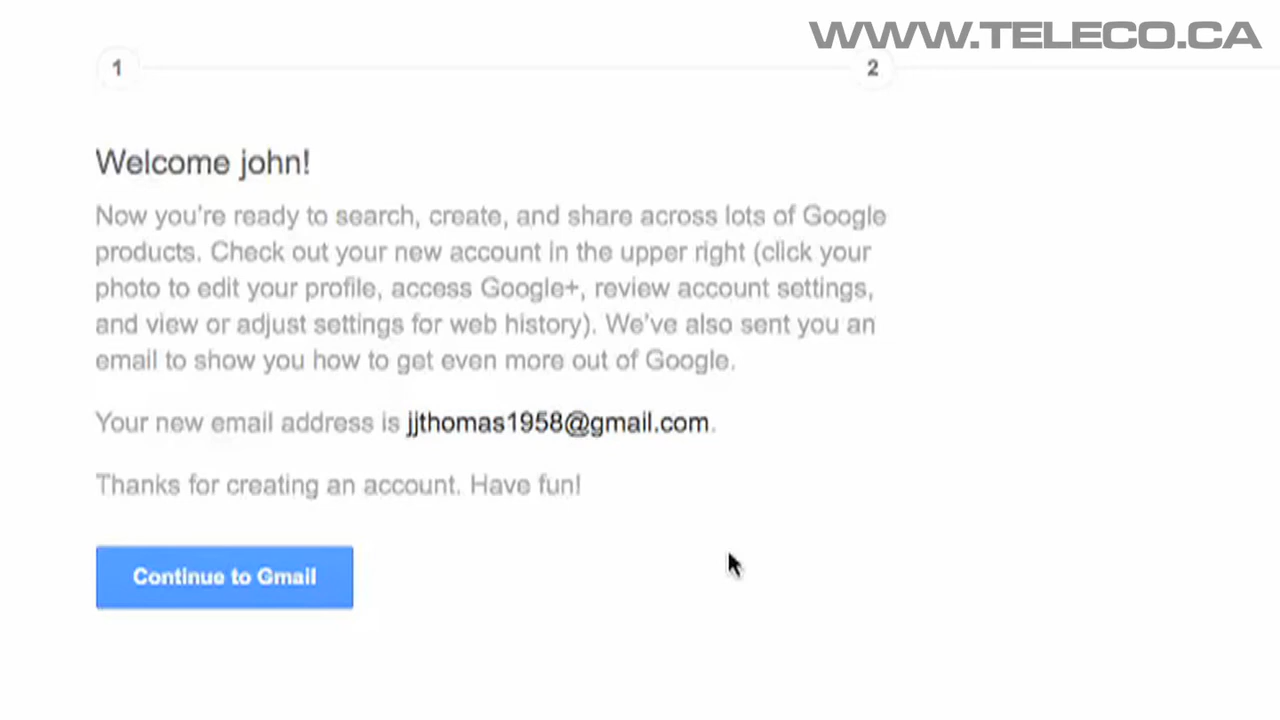 WWW.TELECO.CA
1 2
Welcome john!
Now you're ready to search, create, and share across lots of Google
products. Check out your new account in the upper right (click your
photo to edit your profile, access Google+, review account settings,
and view or adjust settings for web history). We've also sent you an
email to show you how to get even more out of Google.
Your new email address is jjthomas1958@gmail.com.
Thanks for creating an account. Have fun!
Continue to Gmail